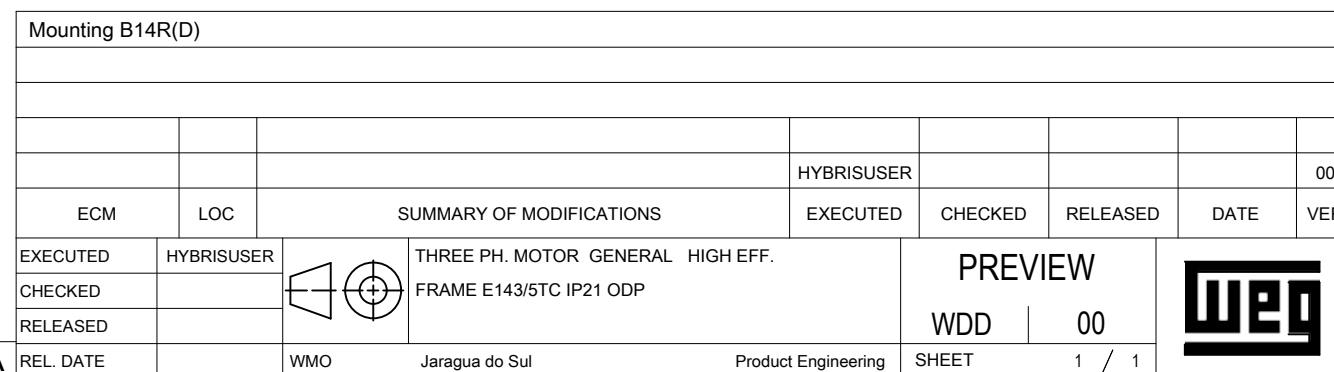 Mounting B14R(D)
HYBRISUSER 00
ECM LOC SUMMARY OF MODIFICATIONS EXECUTED CHECKED RELEASED DATE
EXECUTED HYBRISUSER THREE PH. MOTOR GENERAL HIGH EFF. PREVIEW
CHECKED FRAME E143/5TC IP21 ODP
RELEASED WDD 00 weg
REL. DATE WMO Jaragua do Sul Product Engineering SHEET 1 / 1